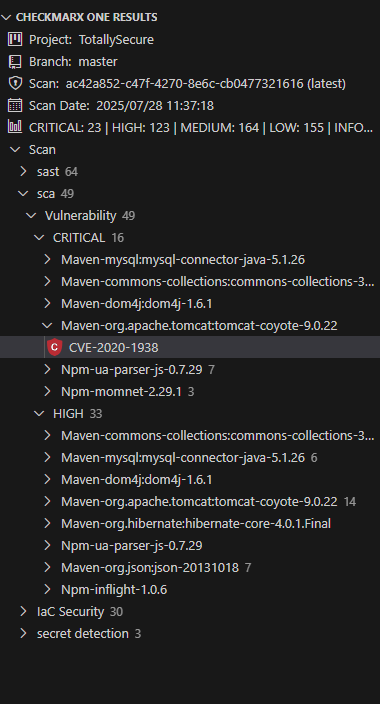 CHECKMARX ONE RESULTS
Project: TotallySecure
Branch: master
Scan: ac42a852-c47f-4270-8e6c-cb0477321616 (latest)
Scan Date: 2025/07/28 11:37:18
CRITICAL: 23 | HIGH: 123 | MEDIUM: 164 | LOW: 155 | INFO...
Scan
sast 64
sca 49
Vulnerability 49
CRITICAL 16
Maven-mysql:mysql-connector-java-5.1.26
Maven-commons-collections:commons-collections-3...
Maven-dom4j:dom4j-1.6.1
Maven-org.apache.tomcat:tomcat-coyote-9.0.22
C CVE-2020-1938
Npm-ua-parser-js-0.7.29 7
Npm-momnet-2.29.1 3
HIGH 33
Maven-commons-collections:commons-collections-3...
Maven-mysql:mysql-connector-java-5.1.26 6
Maven-dom4j:dom4j-1.6.1
Maven-org.apache.tomcat:tomcat-coyote-9.0.22 14
Maven-org.hibernate:hibernate-core-4.0.1.Final
Npm-ua-parser-js-0.7.29
Maven-org.json:json-20131018 7
Npm-inflight-1.0.6
IaC Security 30
secret detection 3